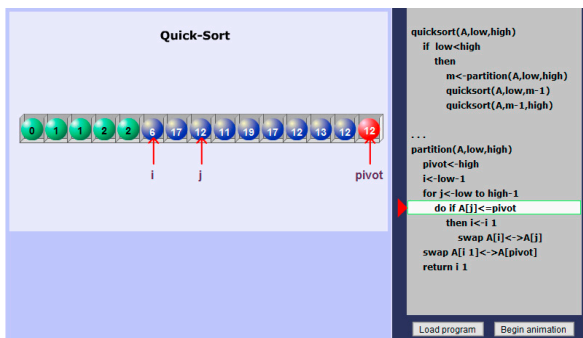 Quick-Sort
0 1 1 2 2 6 17 12 11 19 17 12 13 12 12
i j pivot
quicksort(A,low,high)
if low<high
then
m<-partition(A,low,high)
quicksort(A,low,m-1)
quicksort(A,m-1,high)
...
partition(A,low,high)
pivot<-high
i<-low-1
for j<-low to high-1
do if A[j]<=pivot
then i<-i 1
swap A[i]<->A[j]
swap A[i 1]<->A[pivot]
return i 1
Load program Begin animation